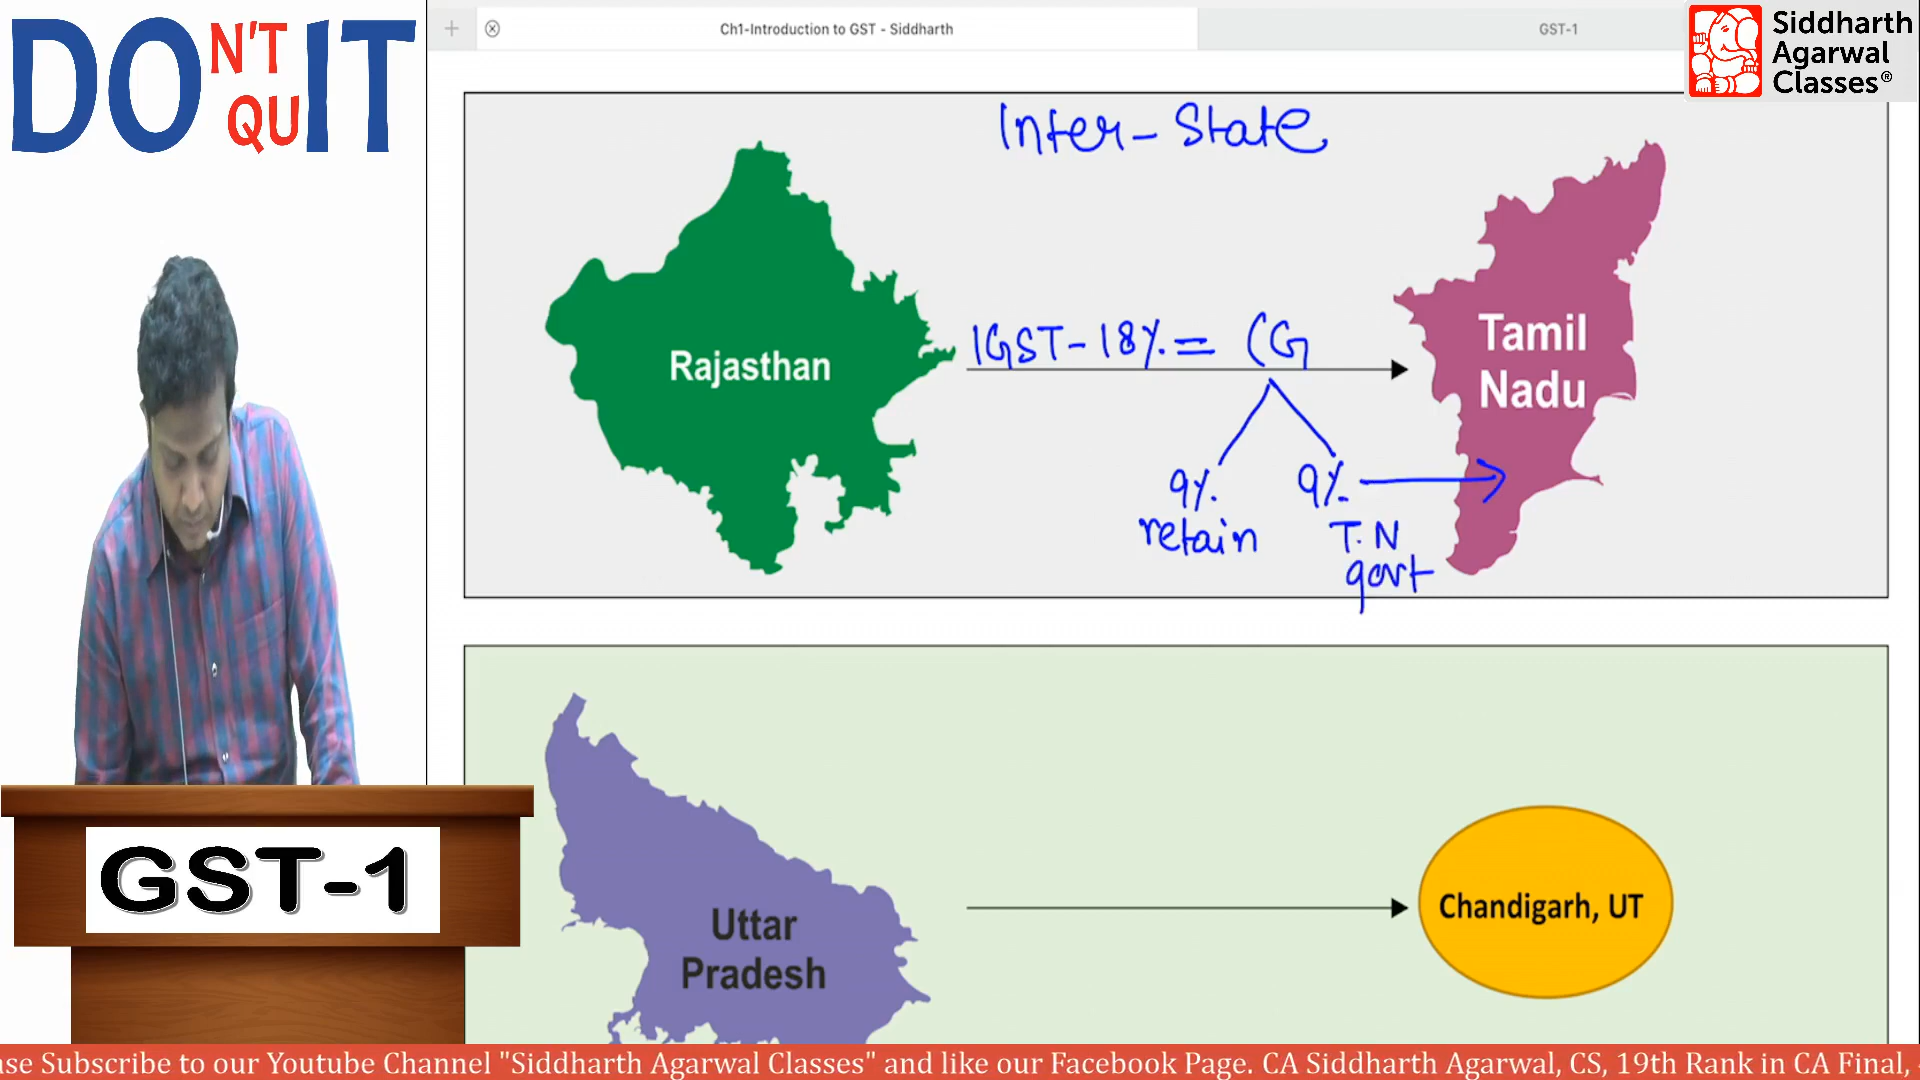 DON'T QUIT
Ch1-Introduction to GST - Siddharth
GST-1
Siddharth
Agarwal
Classes®
Inter-State
Rajasthan
IGST-18% = CG
Tamil
Nadu
9%
retain
9%
T.N
govt
Uttar
Pradesh
Chandigarh, UT
GST-1
ase Subscribe to our Youtube Channel "Siddharth Agarwal Classes" and like our Facebook Page. CA Siddharth Agarwal, CS, 19th Rank in CA Final,